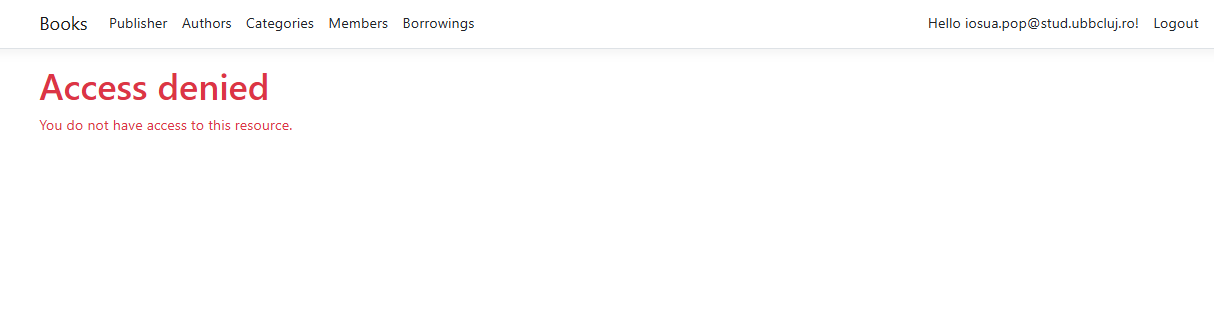 Books Publisher Authors Categories Members Borrowings Hello iosua.pop@stud.ubbcluj.ro! Logout
Access denied
You do not have access to this resource.